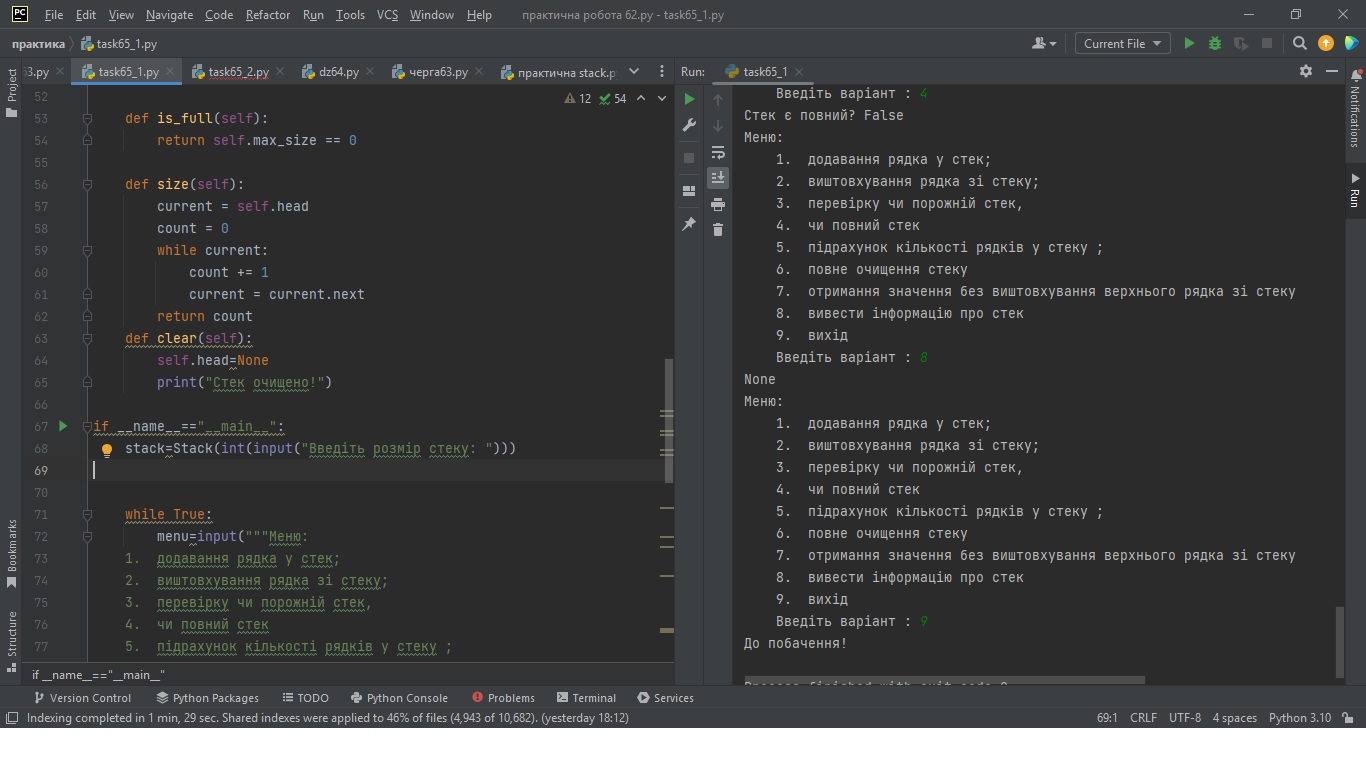 PC File Edit View Navigate Code Refactor Run Tools VCS Window Help практична робота 62.py - task65_1.py
практика task65_1.py Current File
63.py task65_1.py task65_2.py dz64.py черга63.py практична stack.p Run: task65_1
Project
Notifications
Run
Bookmarks
Structure
12 54
52
53 def is_full(self):
54 return self.max_size == 0
55
56 def size(self):
57 current = self.head
58 count = 0
59 while current:
60 count += 1
61 current = current.next
62 return count
63 def clear(self):
64 self.head=None
65 print("Стек очищено!")
66
67 if __name__=="__main__":
68 stack=Stack(int(input("Введіть розмір стеку: ")))
69
70
71 while True:
72 menu=input("""Меню:
73 1. додавання рядка у стек;
74 2. виштовхування рядка зі стеку;
75 3. перевірку чи порожній стек,
76 4. чи повний стек
77 5. підрахунок кількості рядків у стеку ;
if __name__=="__main__"
Введіть варіант : 4
Стек є повний? False
Меню:
1. додавання рядка у стек;
2. виштовхування рядка зі стеку;
3. перевірку чи порожній стек,
4. чи повний стек
5. підрахунок кількості рядків у стеку ;
6. повне очищення стеку
7. отримання значення без виштовхування верхнього рядка зі стеку
8. вивести інформацію про стек
9. вихід
Введіть варіант : 8
None
Меню:
1. додавання рядка у стек;
2. виштовхування рядка зі стеку;
3. перевірку чи порожній стек,
4. чи повний стек
5. підрахунок кількості рядків у стеку ;
6. повне очищення стеку
7. отримання значення без виштовхування верхнього рядка зі стеку
8. вивести інформацію про стек
9. вихід
Введіть варіант : 9
До побачення!
Version Control Python Packages TODO Python Console Problems Terminal Services
Indexing completed in 1 min, 29 sec. Shared indexes were applied to 46% of files (4,943 of 10,682). (yesterday 18:12) 69:1 CRLF UTF-8 4 spaces Python 3.10